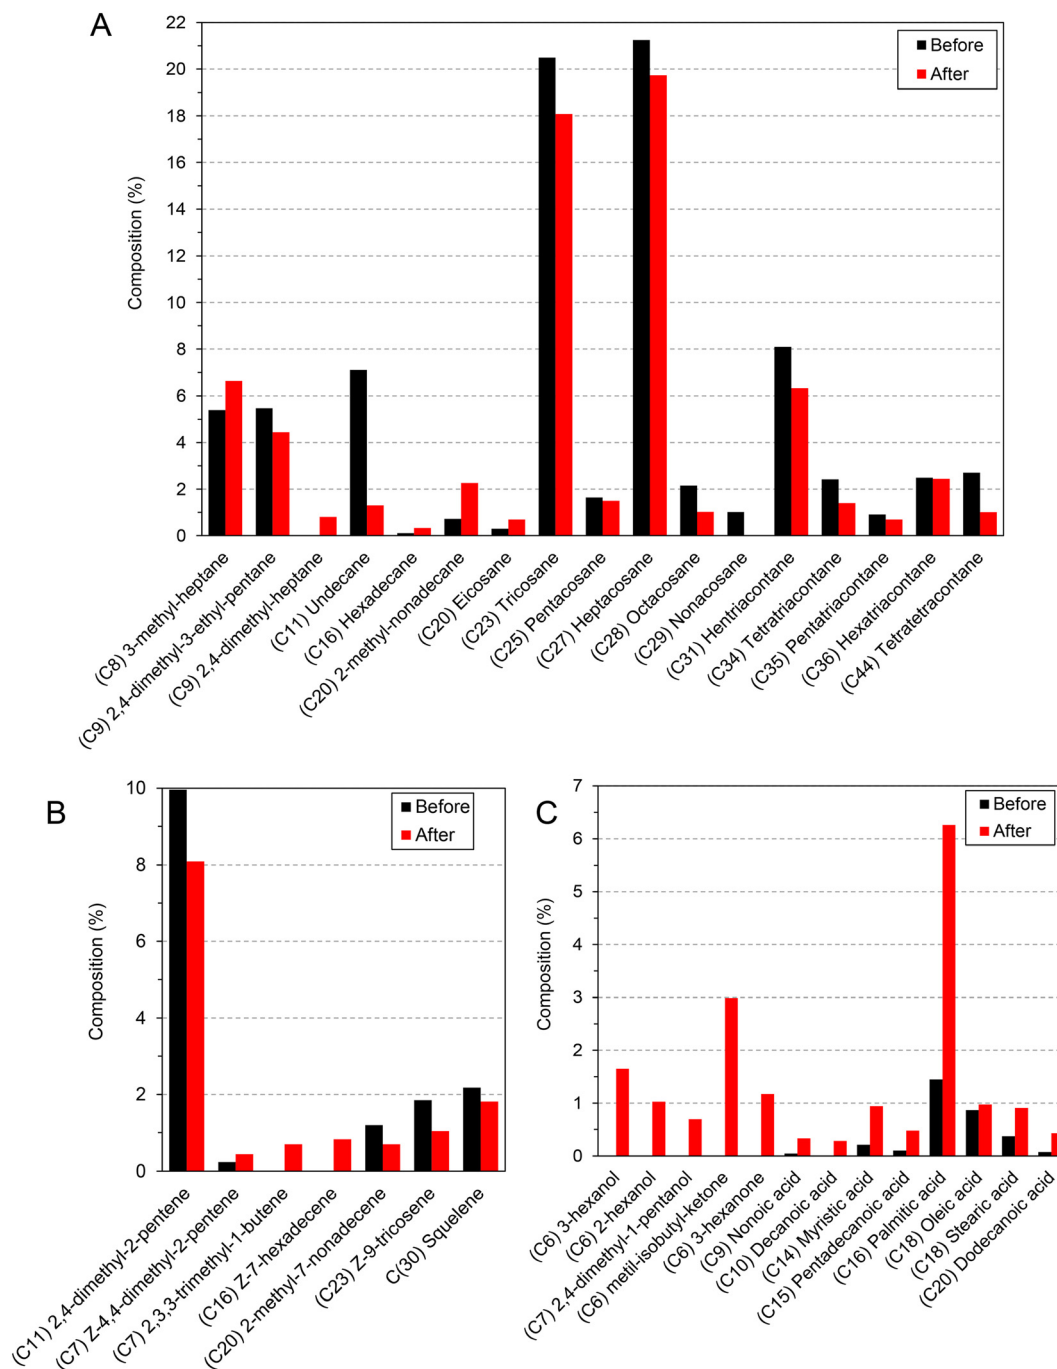 A
Before
After
Composition (%)
22
20
18
16
14
12
10
8
6
4
2
0
(C8) 3-methyl-heptane
(C9) 2,4-dimethyl-3-ethyl-pentane
(C9) 2,4-dimethyl-heptane
(C11) Undecane
(C16) Hexadecane
(C20) 2-methyl-nonadecane
(C20) Eicosane
(C23) Tricosane
(C25) Pentacosane
(C27) Heptacosane
(C28) Octacosane
(C29) Nonacosane
(C31) Hentriacontane
(C34) Tetratriacontane
(C35) Pentatriacontane
(C36) Hexatriacontane
(C44) Tetratetracontane
B
Before
After
Composition (%)
10
8
6
4
2
0
(C11) 2,4-dimethyl-2-pentene
(C7) Z-4,4-dimethyl-2-pentene
(C7) 2,3,3-trimethyl-1-butene
(C16) Z-7-hexadecene
(C20) 2-methyl-7-nonadecene
(C23) Z-9-tricosene
C(30) Squelene
C
Before
After
Composition (%)
7
6
5
4
3
2
1
0
(C6) 3-hexanol
(C6) 2-hexanol
(C7) 2,4-dimethyl-1-pentanol
(C6) metil-isobutyl-ketone
(C6) 3-hexanone
(C9) Nonoic acid
(C10) Decanoic acid
(C14) Myristic acid
(C15) Pentadecanoic acid
(C16) Palmitic acid
(C18) Oleic acid
(C18) Stearic acid
(C20) Dodecanoic acid